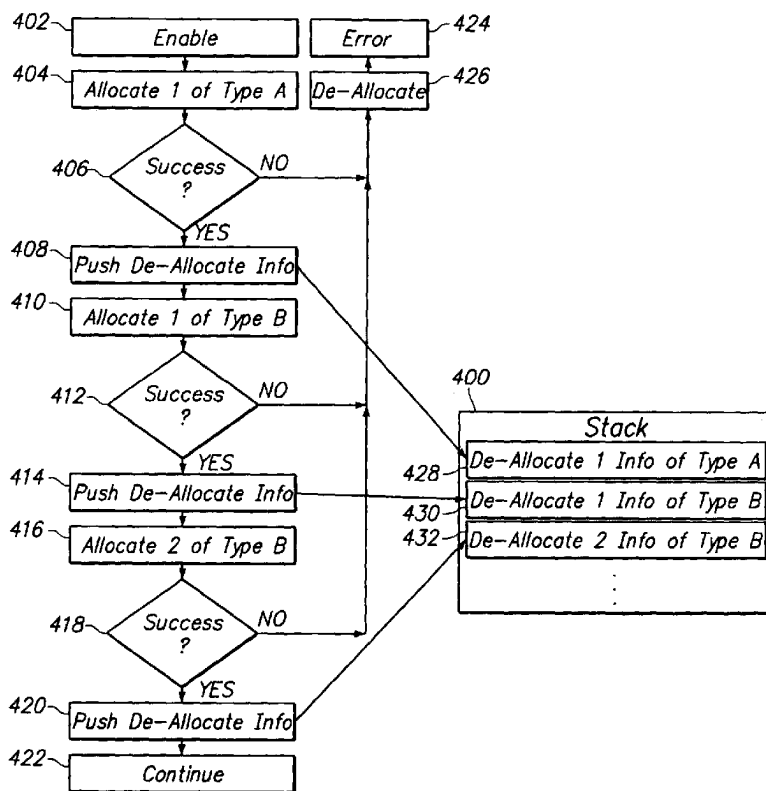 402
Enable
Error
424
404
Allocate 1 of Type A
De-Allocate
426
406
Success
?
NO
YES
408
Push De-Allocate Info
410
Allocate 1 of Type B
412
Success
?
NO
YES
400
Stack
428
De-Allocate 1 Info of Type A
414
Push De-Allocate Info
430
De-Allocate 1 Info of Type B
416
Allocate 2 of Type B
432
De-Allocate 2 Info of Type B
418
Success
?
NO
YES
420
Push De-Allocate Info
422
Continue